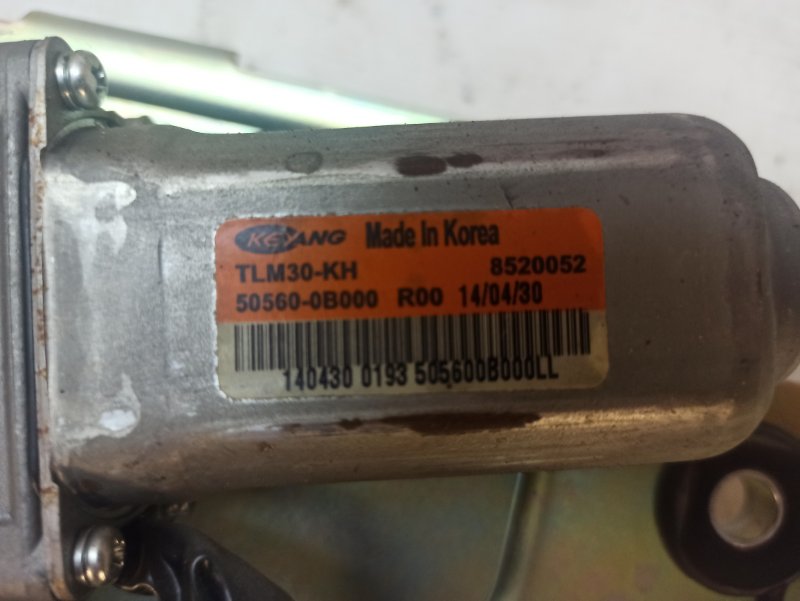 KEYANG Made In Korea
TLM30-KH 8520052
50560-0B000 R00 14/04/30
140430 0193 505600B000LL